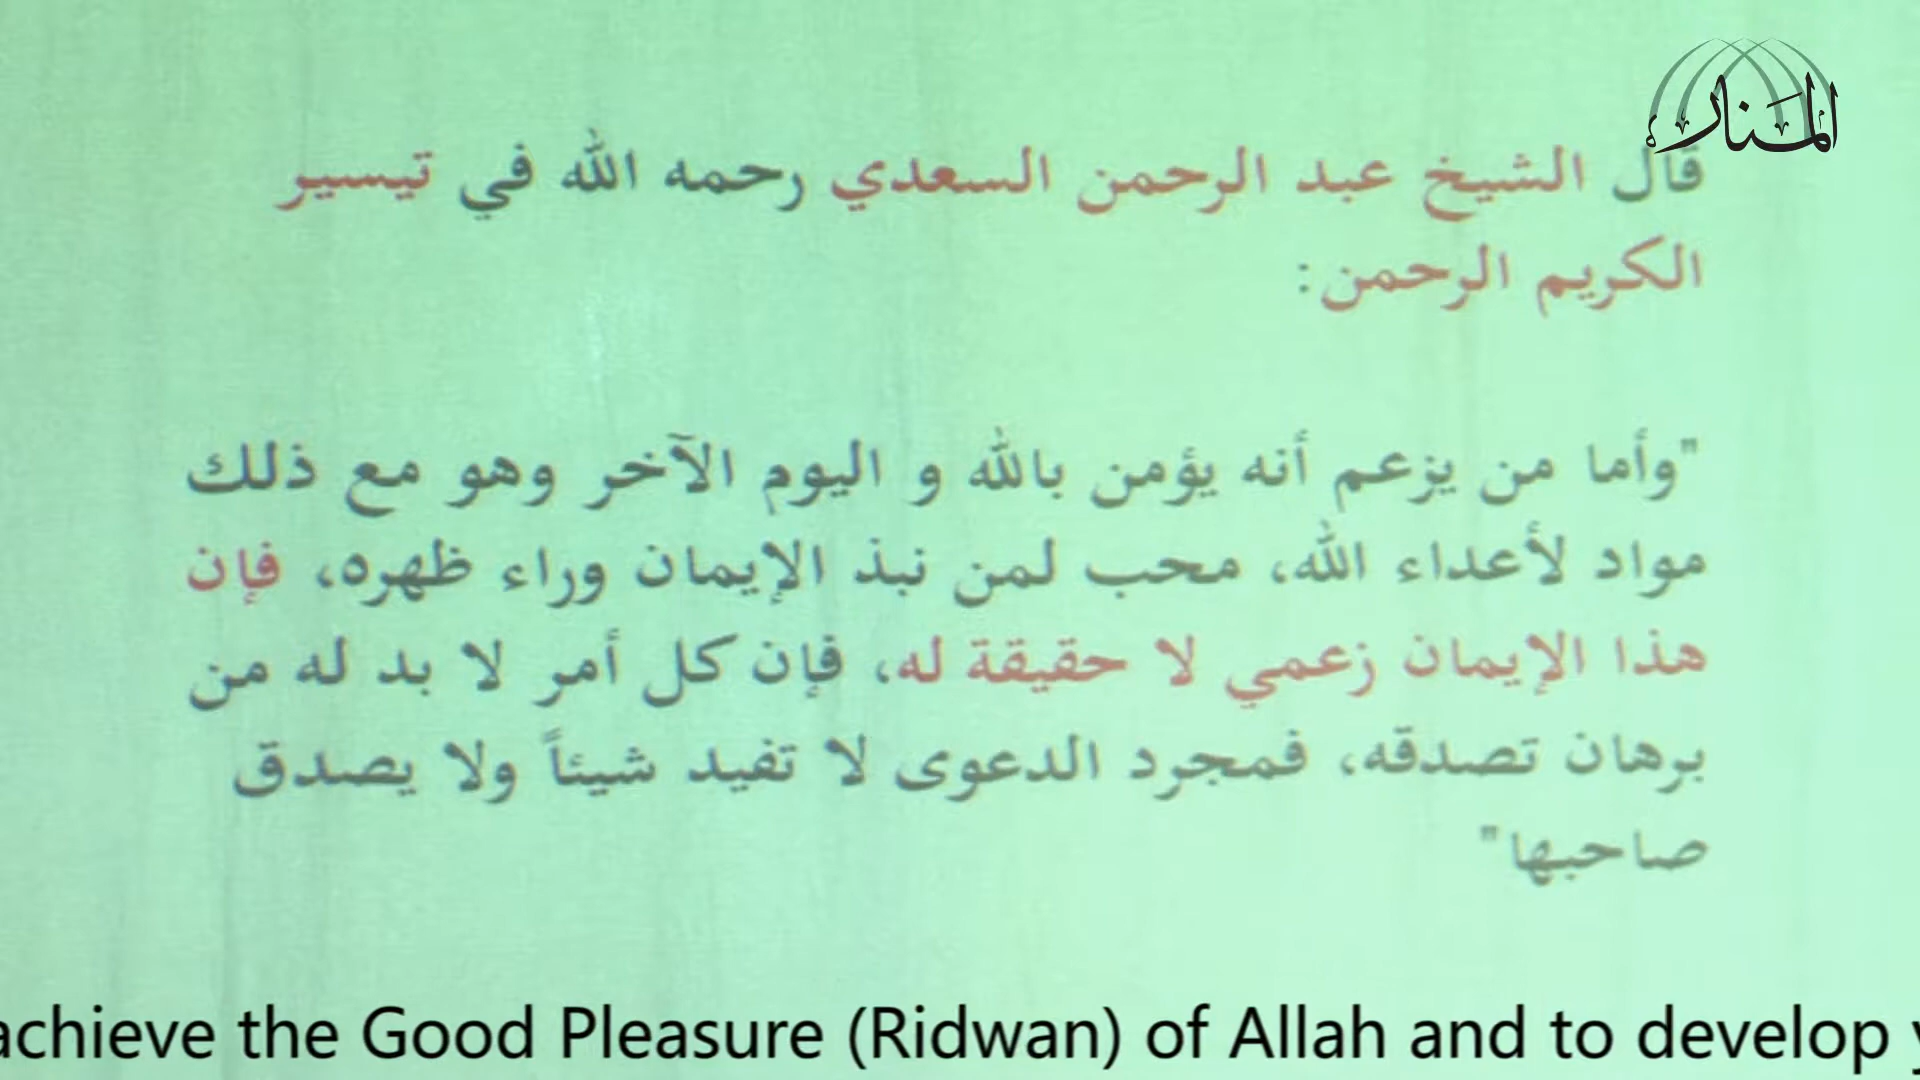 المنار
قال الشيخ عبد الرحمن السعدي رحمه الله في تيسير
الكريم الرحمن:
"وأما من يزعم أنه يؤمن بالله و اليوم الآخر وهو مع ذلك
مواد لأعداء الله، محب لمن نبذ الإيمان وراء ظهره، فإن
هذا الإيمان زعمي لا حقيقة له، فإن كل أمر لا بد له من
برهان تصدقه، فمجرد الدعوى لا تفيد شيئاً ولا يصدق
صاحبها"
achieve the Good Pleasure (Ridwan) of Allah and to develop y